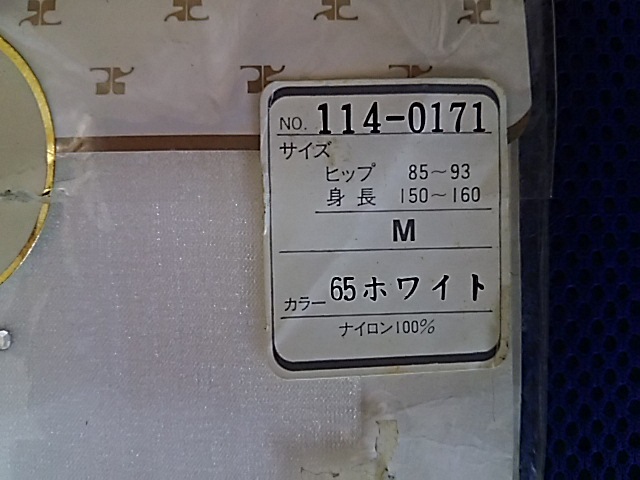 NO. 114-0171
サイズ
ヒップ 85～93
身長 150～160
M
カラー 65ホワイト
ナイロン100%